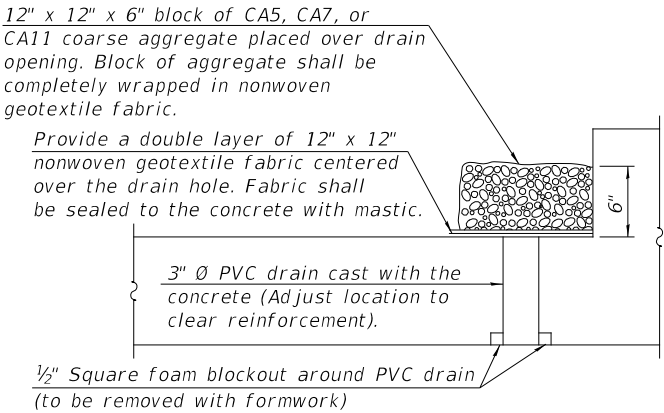 12" x 12" x 6" block of CA5, CA7, or
CA11 coarse aggregate placed over drain
opening. Block of aggregate shall be
completely wrapped in nonwoven
geotextile fabric.
Provide a double layer of 12" x 12"
nonwoven geotextile fabric centered
over the drain hole. Fabric shall
be sealed to the concrete with mastic.
6"
3" Ø PVC drain cast with the
concrete (Adjust location to
clear reinforcement).
½" Square foam blockout around PVC drain
(to be removed with formwork)